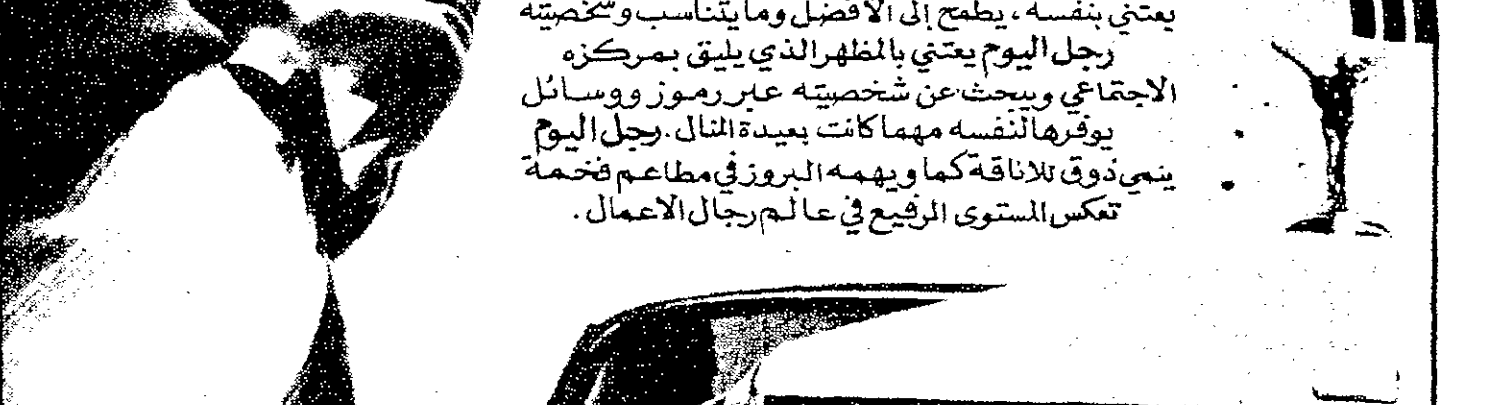 يعتني بنفسه، يطمح إلى الافضل وما يتناسب وشخصيته
رجل اليوم يعتني بالمظهر الذي يليق بمركزه
الاجتماعي ويبحث عن شخصيته عبر رموز ووسائل
يوفرها لنفسه مهما كانت بعيدة المنال. رجل اليوم
ينمي ذوق للاناقة كما ويهمه البروز في مطاعم فخمة
تعكس المستوى الرفيع في عالم رجال الاعمال.